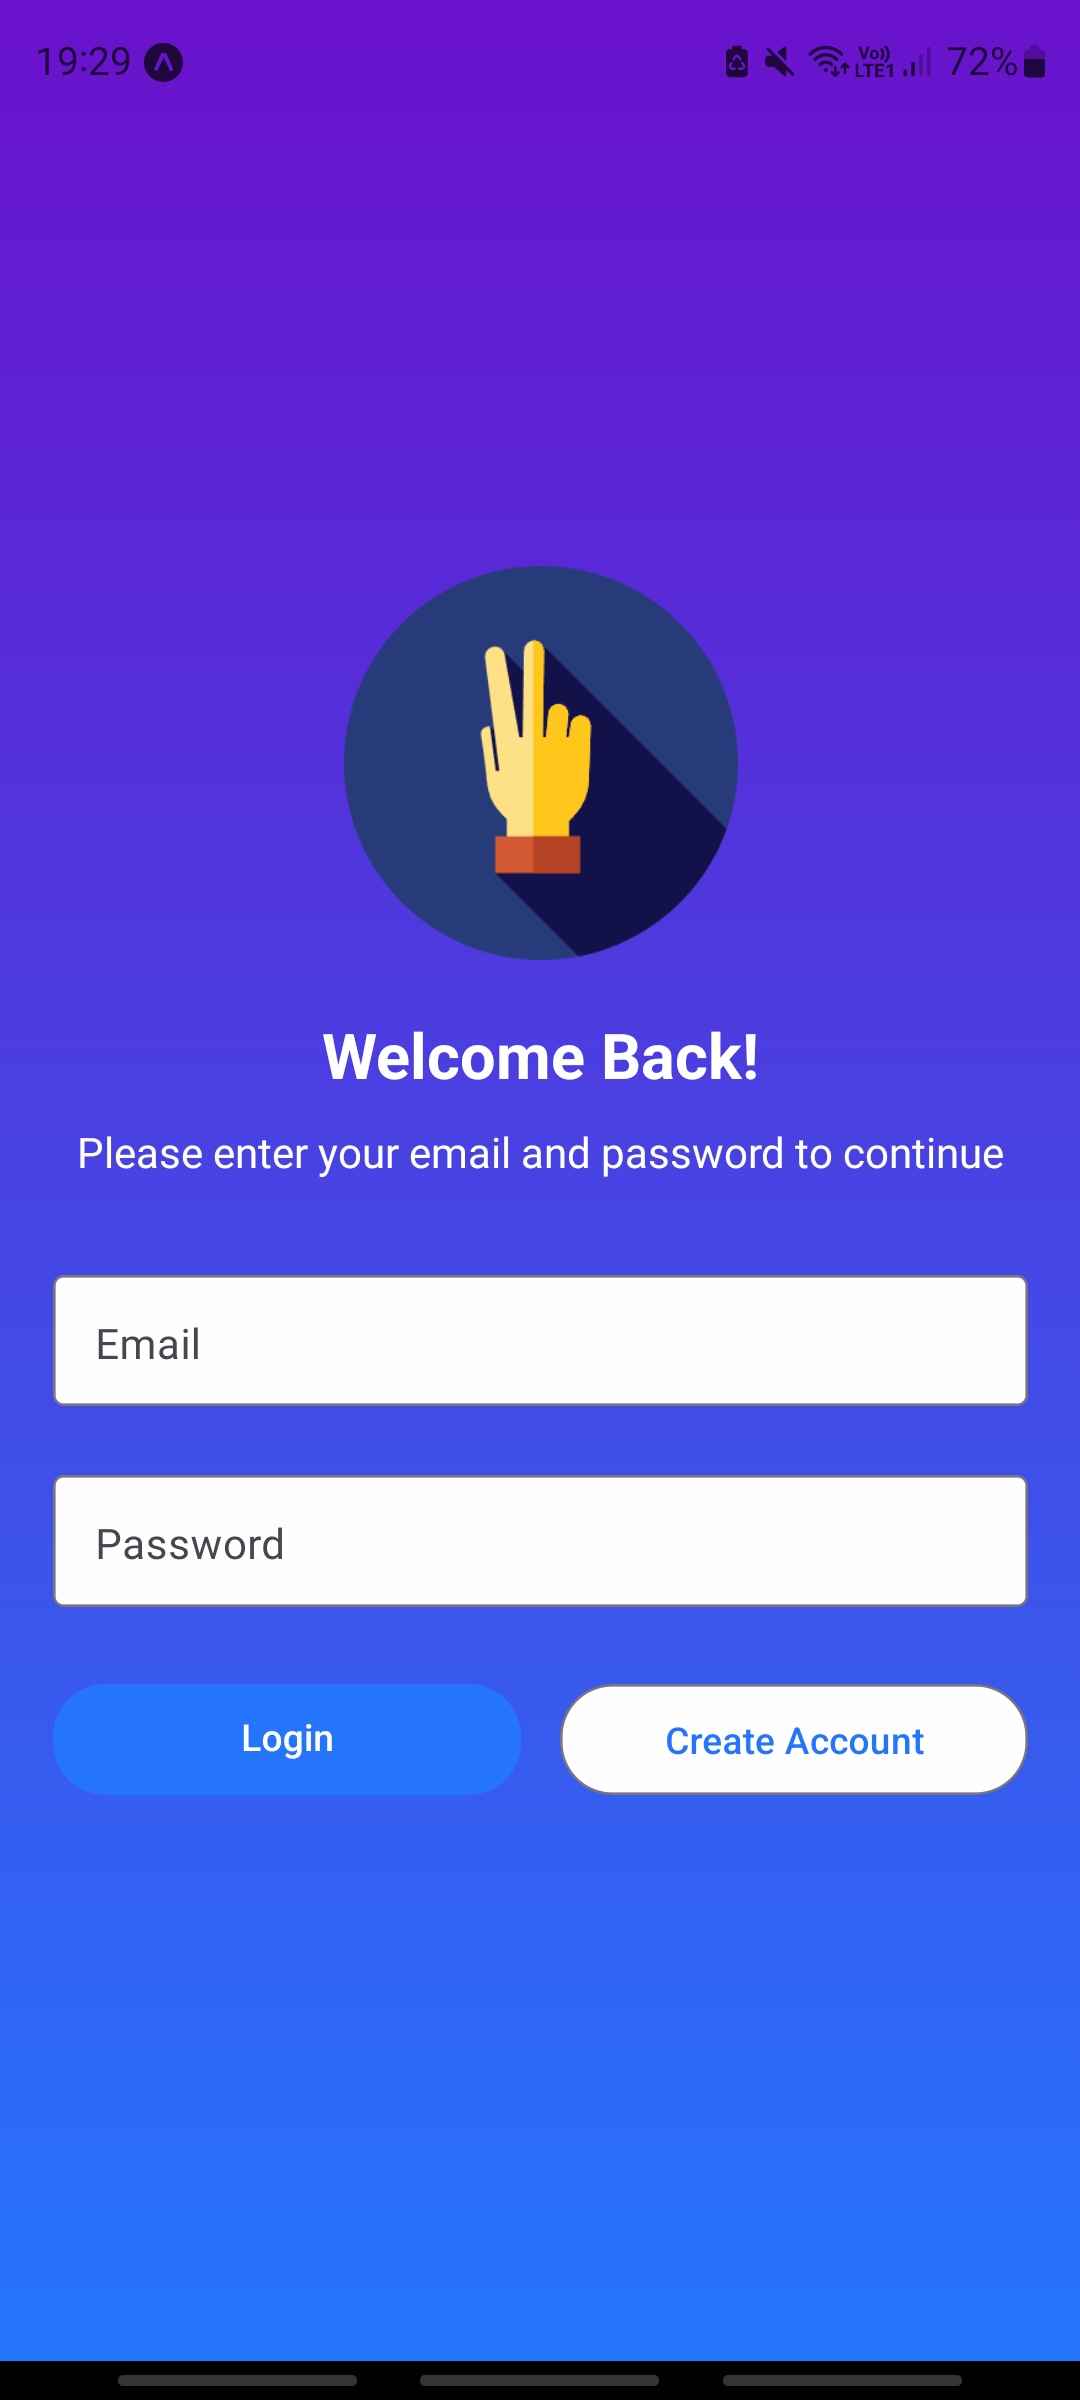 19:29 Vo)) LTE1 72%
Welcome Back!
Please enter your email and password to continue
Email
Password
Login Create Account